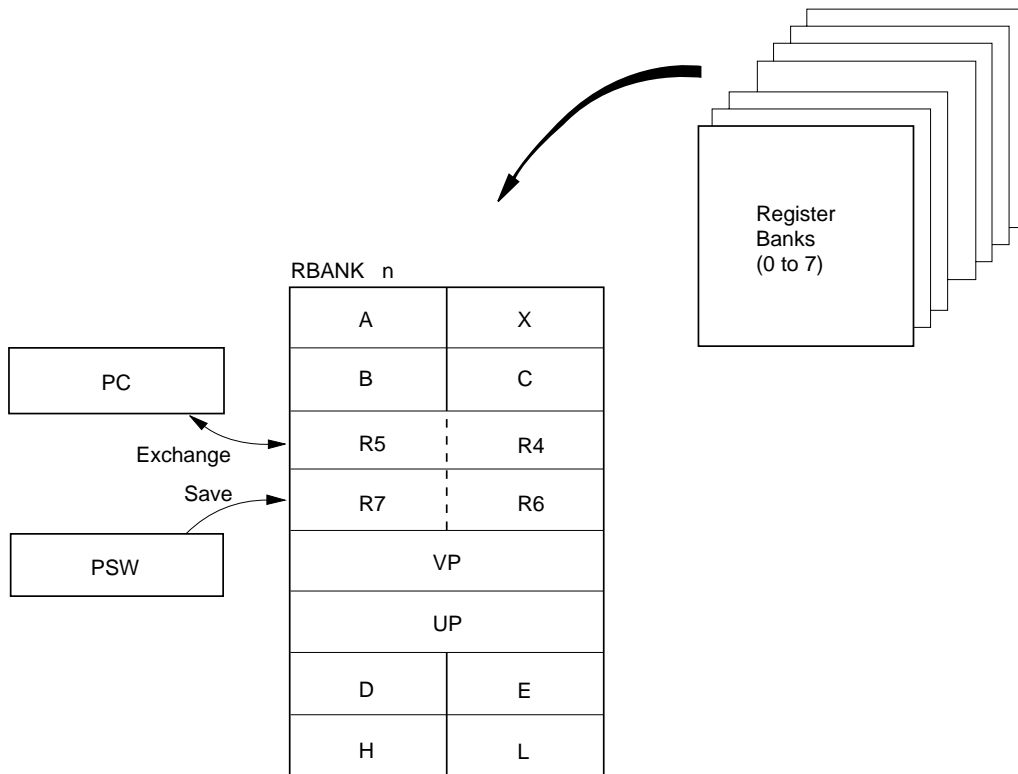 Register
Banks
(0 to 7)
RBANK n
A X
PC
B C
R5 R4
Exchange
Save
R7 R6
PSW
VP
UP
D E
H L